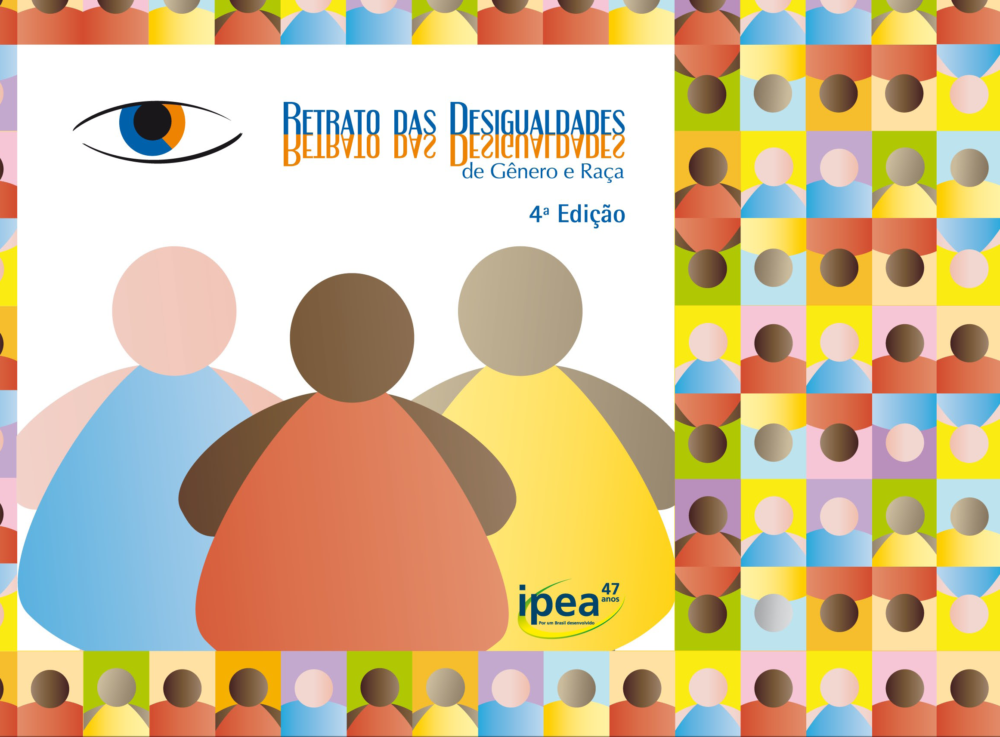 RETRATO DAS DESIGUALDADES
de Gênero e Raça
4ª Edição
ipea 47 anos
Por um Brasil desenvolvido